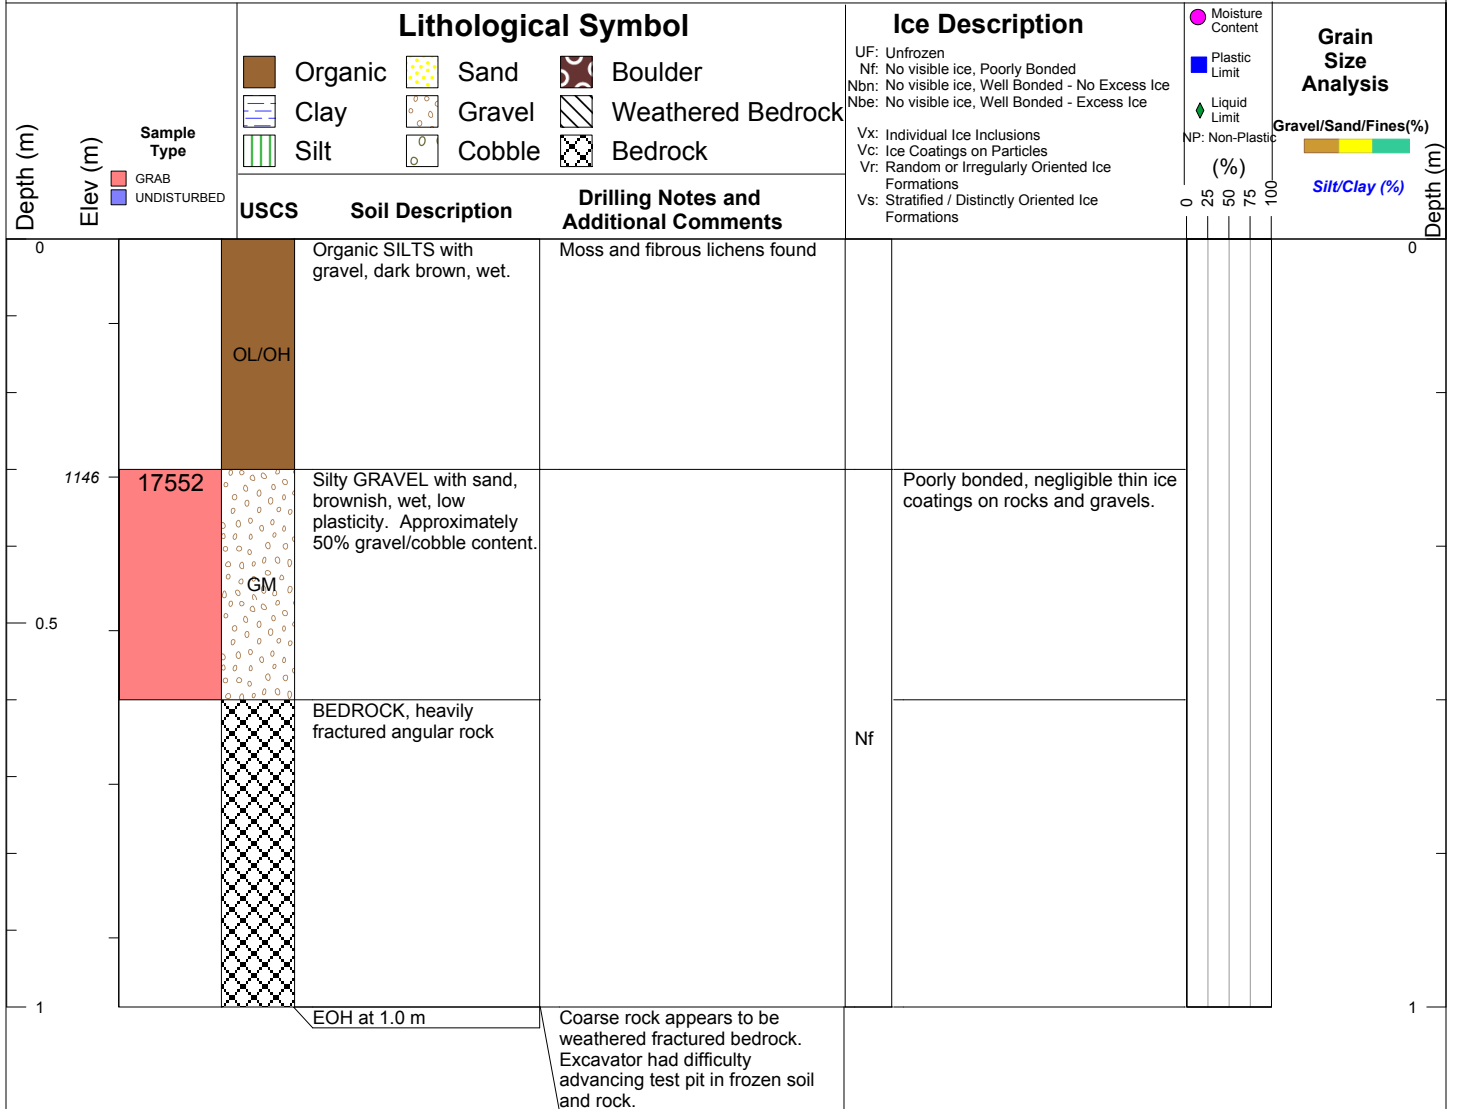 Lithological Symbol
Organic
Sand
Boulder
Clay
Gravel
Weathered Bedrock
Silt
Cobble
Bedrock
Ice Description
UF: Unfrozen
Nf: No visible ice, Poorly Bonded
Nbn: No visible ice, Well Bonded - No Excess Ice
Nbe: No visible ice, Well Bonded - Excess Ice
Vx: Individual Ice Inclusions
Vc: Ice Coatings on Particles
Vr: Random or Irregularly Oriented Ice
Formations
Vs: Stratified / Distinctly Oriented Ice
Formations
Moisture
Content
Plastic
Limit
Liquid
Limit
NP: Non-Plastic
(%)
0 25 50 75 100
Grain
Size
Analysis
Gravel/Sand/Fines(%)
Silt/Clay (%)
Depth (m)
Depth (m)
Elev (m)
Sample
Type
GRAB
UNDISTURBED
USCS
Soil Description
Drilling Notes and
Additional Comments
0
OL/OH
Organic SILTS with
gravel, dark brown, wet.
Moss and fibrous lichens found
0
1146
17552
GM
Silty GRAVEL with sand,
brownish, wet, low
plasticity. Approximately
50% gravel/cobble content.
Poorly bonded, negligible thin ice
coatings on rocks and gravels.
0.5
BEDROCK, heavily
fractured angular rock
Nf
1
1
EOH at 1.0 m
Coarse rock appears to be
weathered fractured bedrock.
Excavator had difficulty
advancing test pit in frozen soil
and rock.